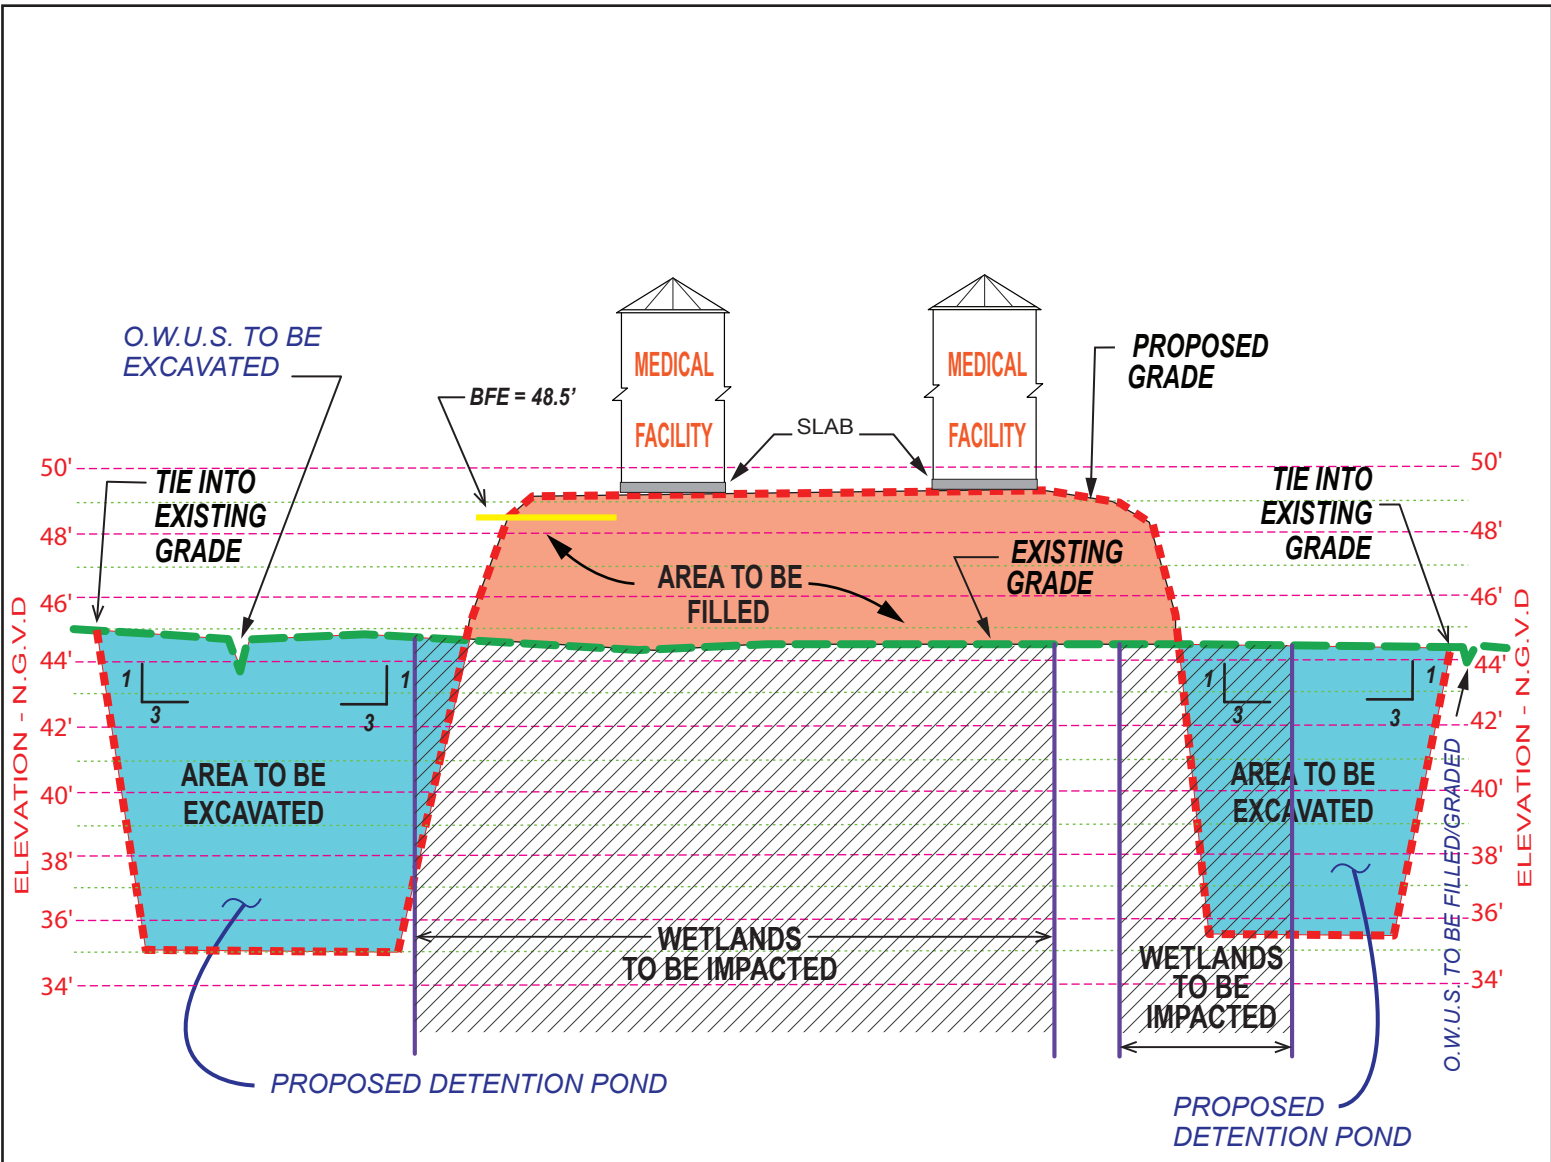 O.W.U.S. TO BE
EXCAVATED
BFE = 48.5'
MEDICAL
FACILITY
MEDICAL
FACILITY
SLAB
PROPOSED
GRADE
TIE INTO
EXISTING
GRADE
TIE INTO
EXISTING
GRADE
EXISTING
GRADE
AREA TO BE
FILLED
50'
48'
46'
44'
42'
40'
38'
36'
34'
50'
48'
46'
44'
42'
40'
38'
36'
34'
ELEVATION - N.G.V.D
ELEVATION - N.G.V.D
1
3
1
3
1
3
1
3
AREA TO BE
EXCAVATED
AREA TO BE
EXCAVATED
WETLANDS
TO BE IMPACTED
WETLANDS
TO BE
IMPACTED
O.W.U.S. TO BE FILLED/GRADED
PROPOSED DETENTION POND
PROPOSED
DETENTION POND